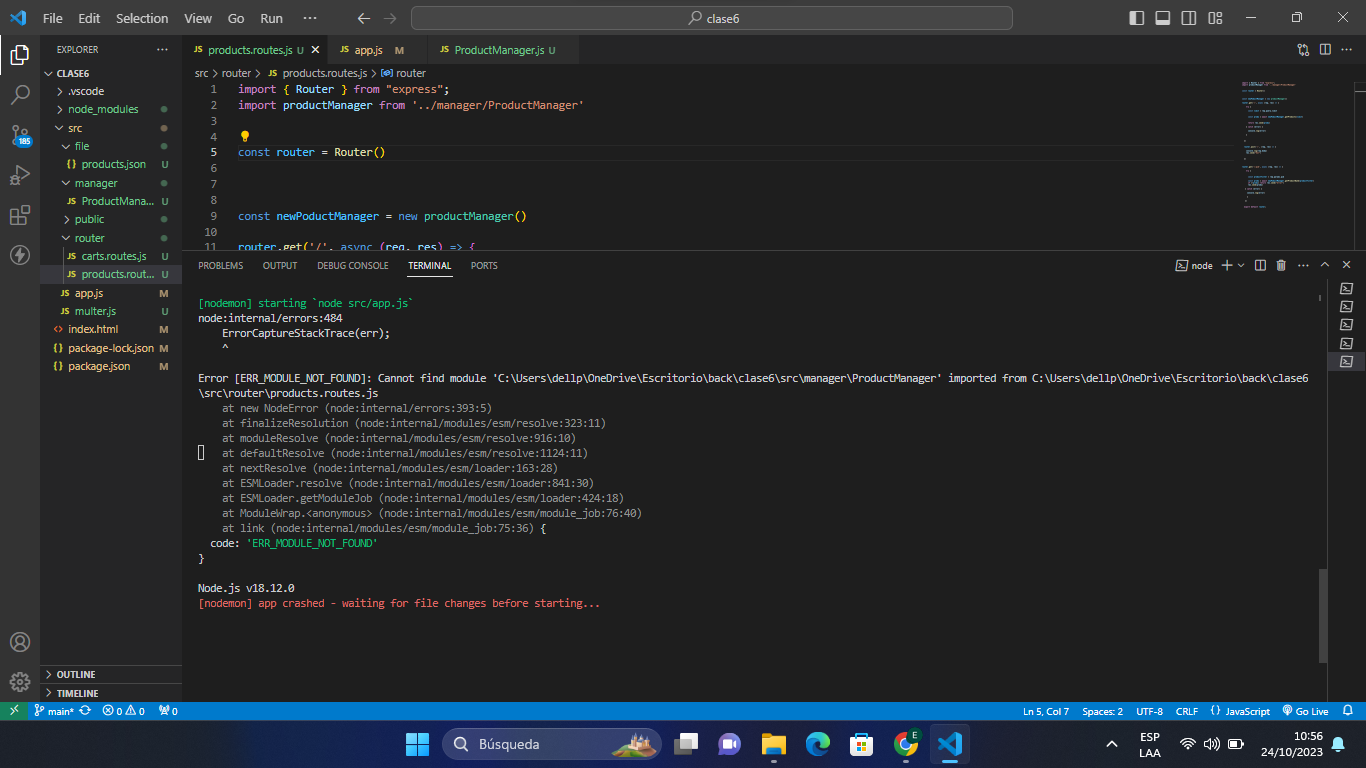 File Edit Selection View Go Run ···
clase6
EXPLORER ···
CLASE6
.vscode
node_modules
src
file
{} products.json U
manager
JS ProductMana... U
public
router
JS carts.routes.js U
JS products.rout... U
JS app.js M
JS multer.js U
<> index.html M
{} package-lock.json M
{} package.json M
OUTLINE
TIMELINE
185
JS products.routes.js U
JS app.js M
JS ProductManager.js U
src > router > JS products.routes.js > router
1 import { Router } from "express";
2 import productManager from '../manager/ProductManager'
3
4
5 const router = Router()
6
7
8
9 const newPoductManager = new productManager()
10
11 router.get('/', async (req, res) => {
PROBLEMS OUTPUT DEBUG CONSOLE TERMINAL PORTS
node
[nodemon] starting `node src/app.js`
node:internal/errors:484
    ErrorCaptureStackTrace(err);
    ^
Error [ERR_MODULE_NOT_FOUND]: Cannot find module 'C:\Users\dellp\OneDrive\Escritorio\back\clase6\src\manager\ProductManager' imported from C:\Users\dellp\OneDrive\Escritorio\back\clase6
\src\router\products.routes.js
    at new NodeError (node:internal/errors:393:5)
    at finalizeResolution (node:internal/modules/esm/resolve:323:11)
    at moduleResolve (node:internal/modules/esm/resolve:916:10)
    at defaultResolve (node:internal/modules/esm/resolve:1124:11)
    at nextResolve (node:internal/modules/esm/loader:163:28)
    at ESMLoader.resolve (node:internal/modules/esm/loader:841:30)
    at ESMLoader.getModuleJob (node:internal/modules/esm/loader:424:18)
    at ModuleWrap.<anonymous> (node:internal/modules/esm/module_job:76:40)
    at link (node:internal/modules/esm/module_job:75:36) {
  code: 'ERR_MODULE_NOT_FOUND'
}
Node.js v18.12.0
[nodemon] app crashed - waiting for file changes before starting...
main* 0 0 0
Ln 5, Col 7 Spaces: 2 UTF-8 CRLF {} JavaScript Go Live
Búsqueda
E
ESP
LAA
10:56
24/10/2023